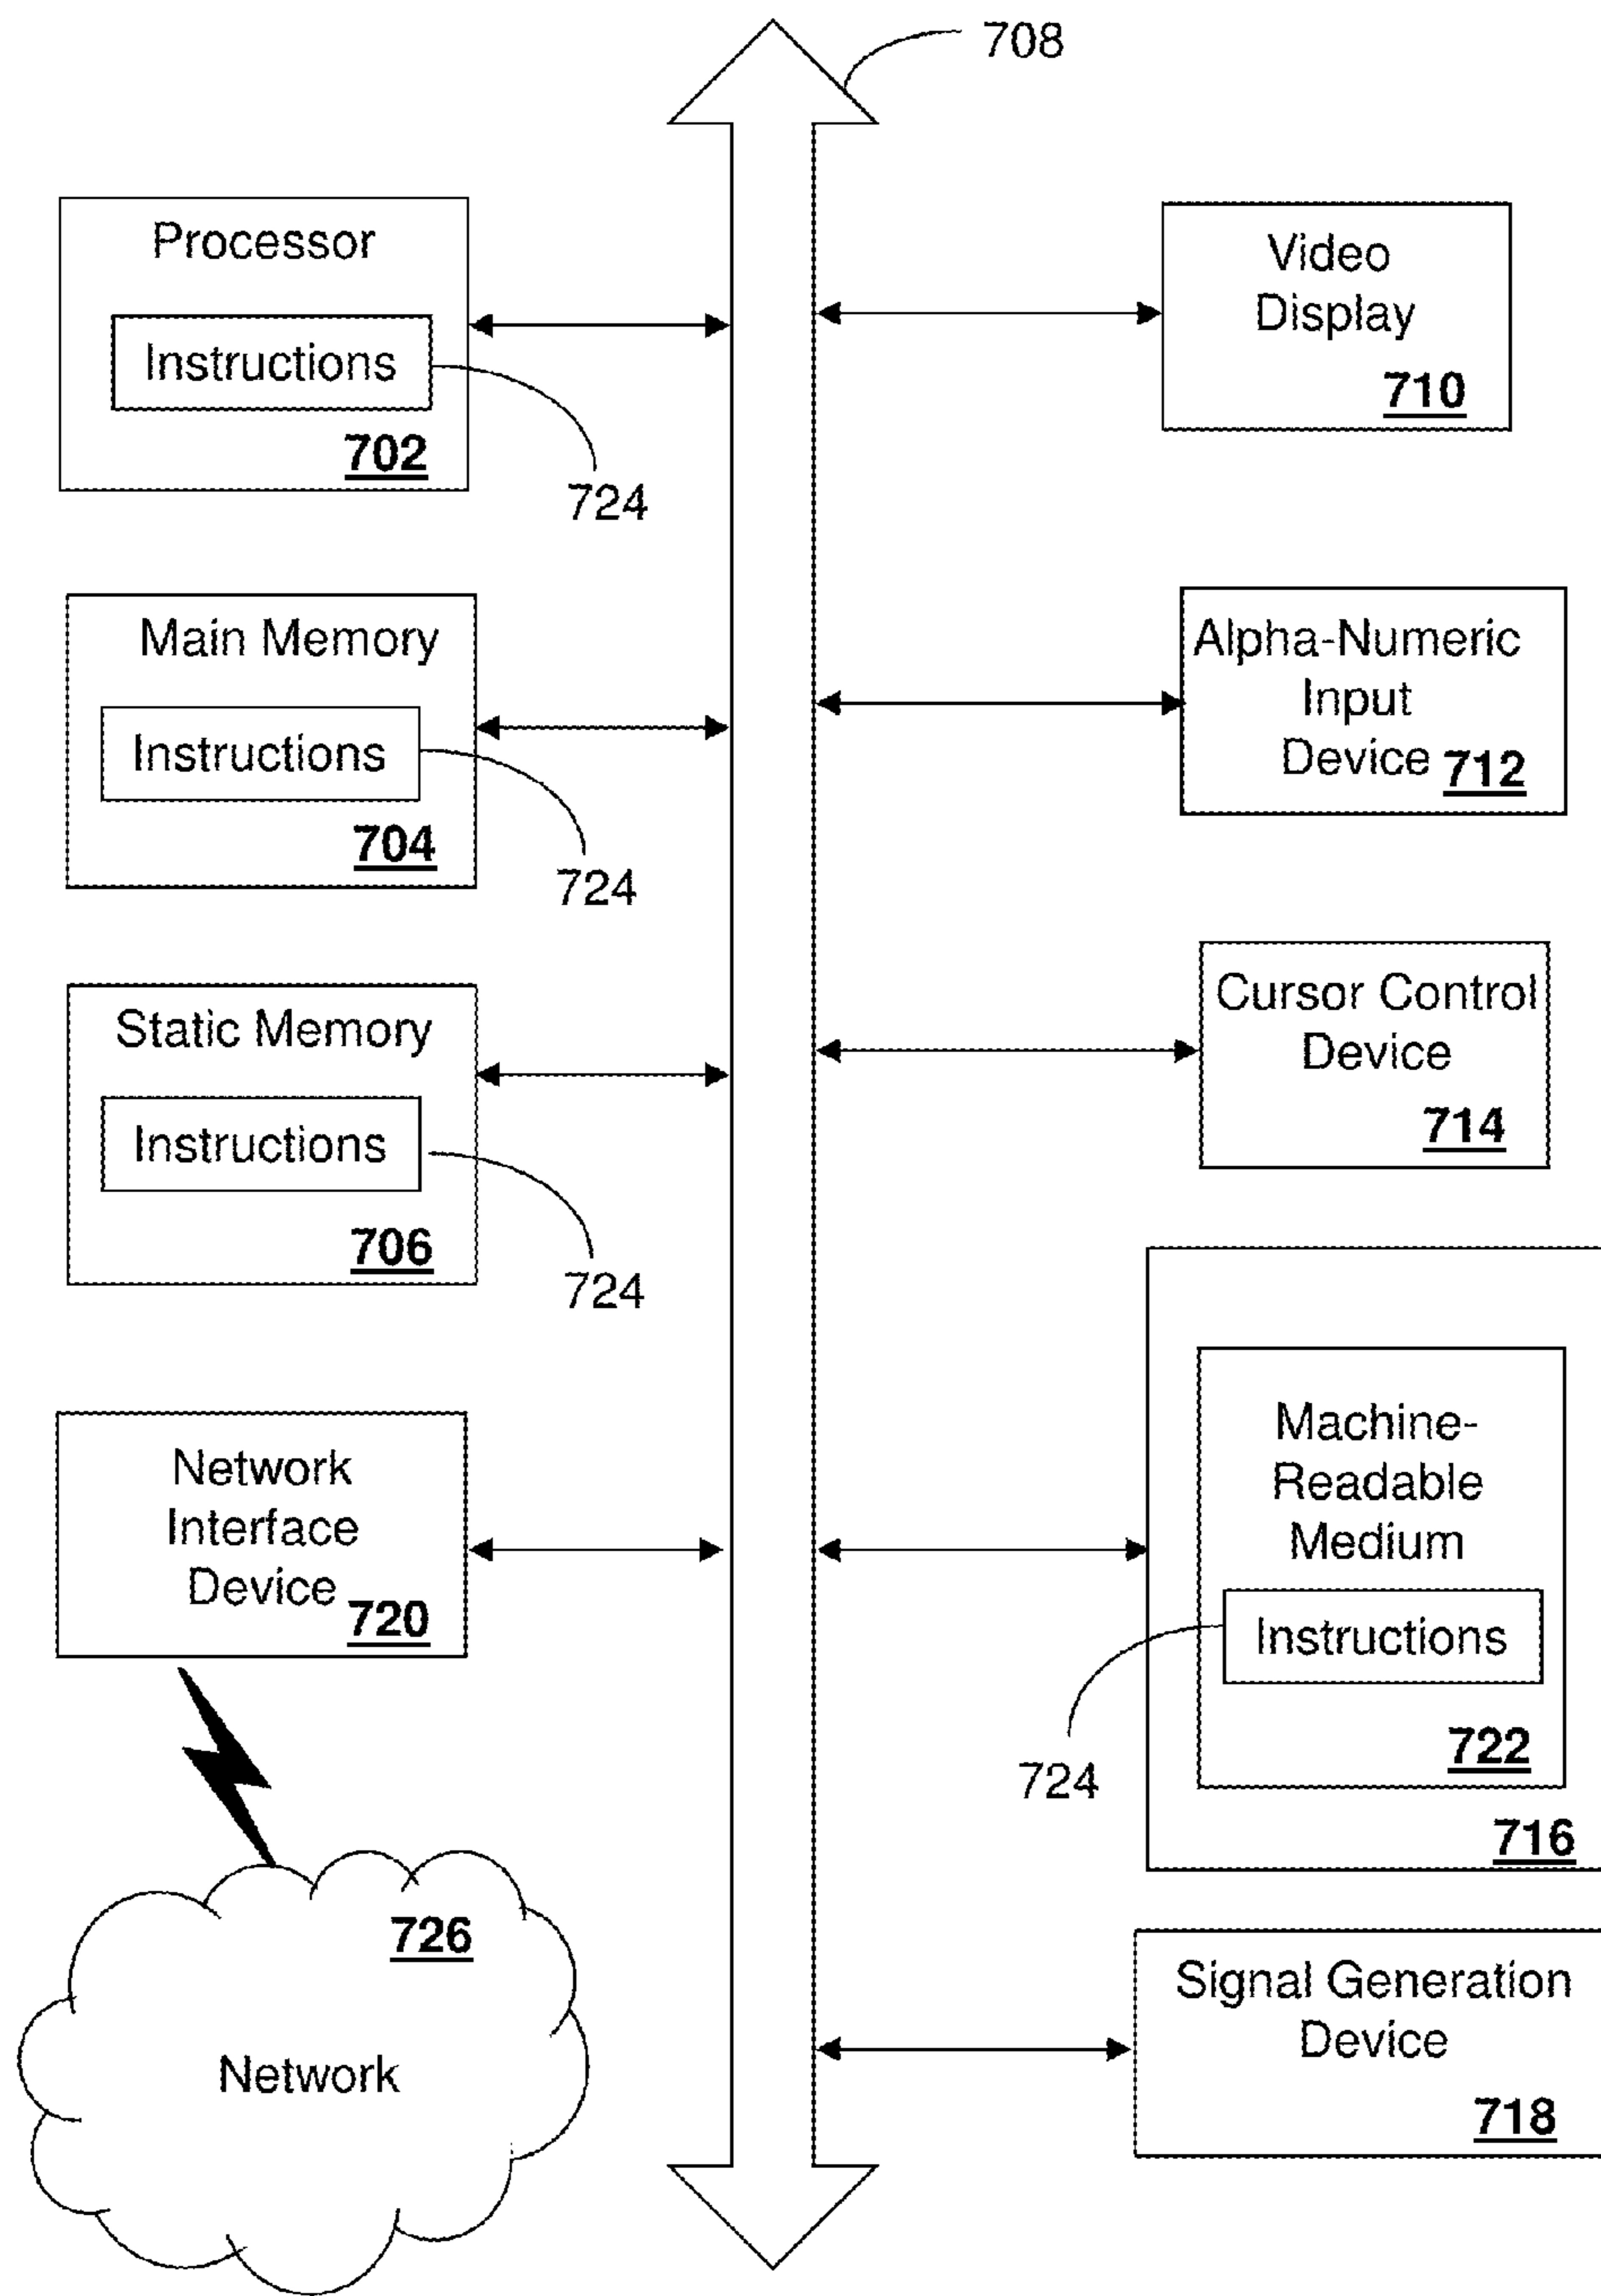 708
Processor
Instructions
702
724
Main Memory
Instructions
704
724
Static Memory
Instructions
706
724
Network
Interface
Device
720
726
Network
Video
Display
710
Alpha-Numeric
Input
Device 712
Cursor Control
Device
714
Machine-
Readable
Medium
Instructions
722
724
716
Signal Generation
Device
718